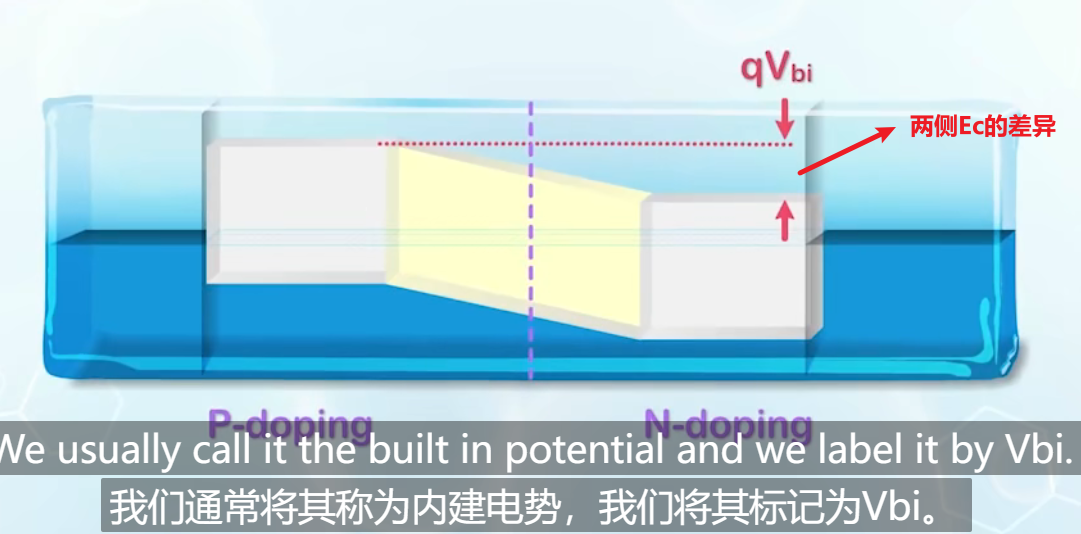 qVbi
两侧Ec的差异
P-doping
N-doping
We usually call it the built in potential and we label it by Vbi.
我们通常将其称为内建电势，我们将其标记为Vbi。